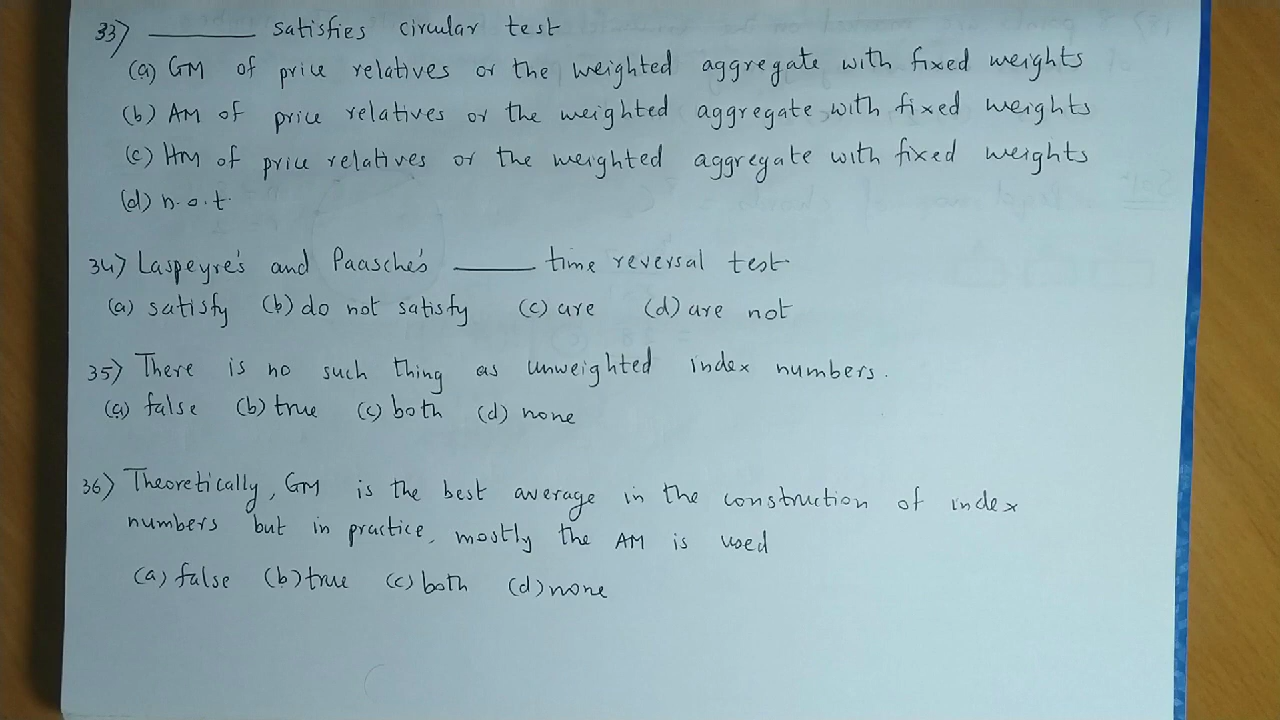 33) ______ satisfies circular test
(a) GM of price relatives or the weighted aggregate with fixed weights
(b) AM of price relatives or the weighted aggregate with fixed weights
(c) HM of price relatives or the weighted aggregate with fixed weights
(d) n.o.t.
34) Laspeyre's and Paasche's ______ time reversal test
(a) satisfy (b) do not satisfy (c) are (d) are not
35) There is no such thing as unweighted index numbers.
(a) false (b) true (c) both (d) none
36) Theoretically, GM is the best average in the construction of index
numbers but in practice, mostly the AM is used
(a) false (b) true (c) both (d) none